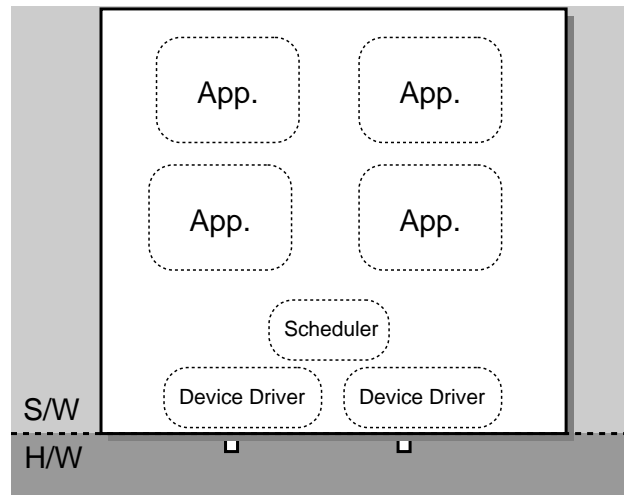 App.
App.
App.
App.
Scheduler
Device Driver
Device Driver
S/W
H/W